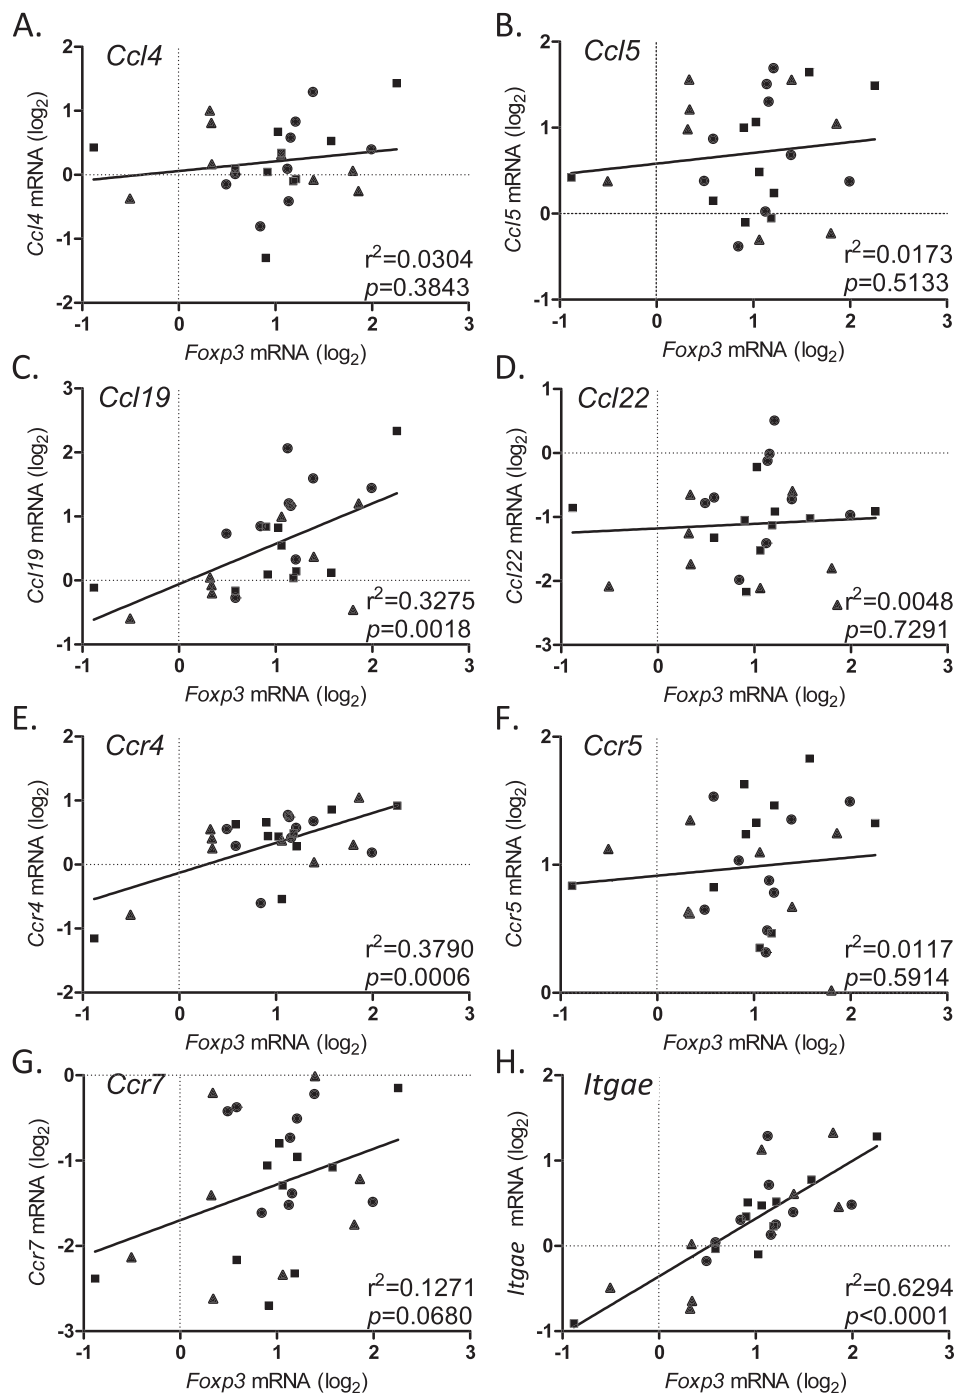 A.
Ccl4
2
1
0
-1
-2
Ccl4 mRNA (log2)
r2=0.0304
p=0.3843
-1 0 1 2 3
Foxp3 mRNA (log2)
B.
Ccl5
2
1
0
-1
Ccl5 mRNA (log2)
r2=0.0173
p=0.5133
-1 0 1 2 3
Foxp3 mRNA (log2)
C.
Ccl19
3
2
1
0
-1
Ccl19 mRNA (log2)
r2=0.3275
p=0.0018
-1 0 1 2 3
Foxp3 mRNA (log2)
D.
Ccl22
1
0
-1
-2
-3
Ccl22 mRNA (log2)
r2=0.0048
p=0.7291
-1 0 1 2 3
Foxp3 mRNA (log2)
E.
Ccr4
2
1
0
-1
-2
Ccr4 mRNA (log2)
r2=0.3790
p=0.0006
-1 0 1 2 3
Foxp3 mRNA (log2)
F.
Ccr5
2
1
0
Ccr5 mRNA (log2)
r2=0.0117
p=0.5914
-1 0 1 2 3
Foxp3 mRNA (log2)
G.
Ccr7
0
-1
-2
-3
Ccr7 mRNA (log2)
r2=0.1271
p=0.0680
-1 0 1 2 3
Foxp3 mRNA (log2)
H.
Itgae
2
1
0
-1
Itgae mRNA (log2)
r2=0.6294
p<0.0001
-1 0 1 2 3
Foxp3 mRNA (log2)